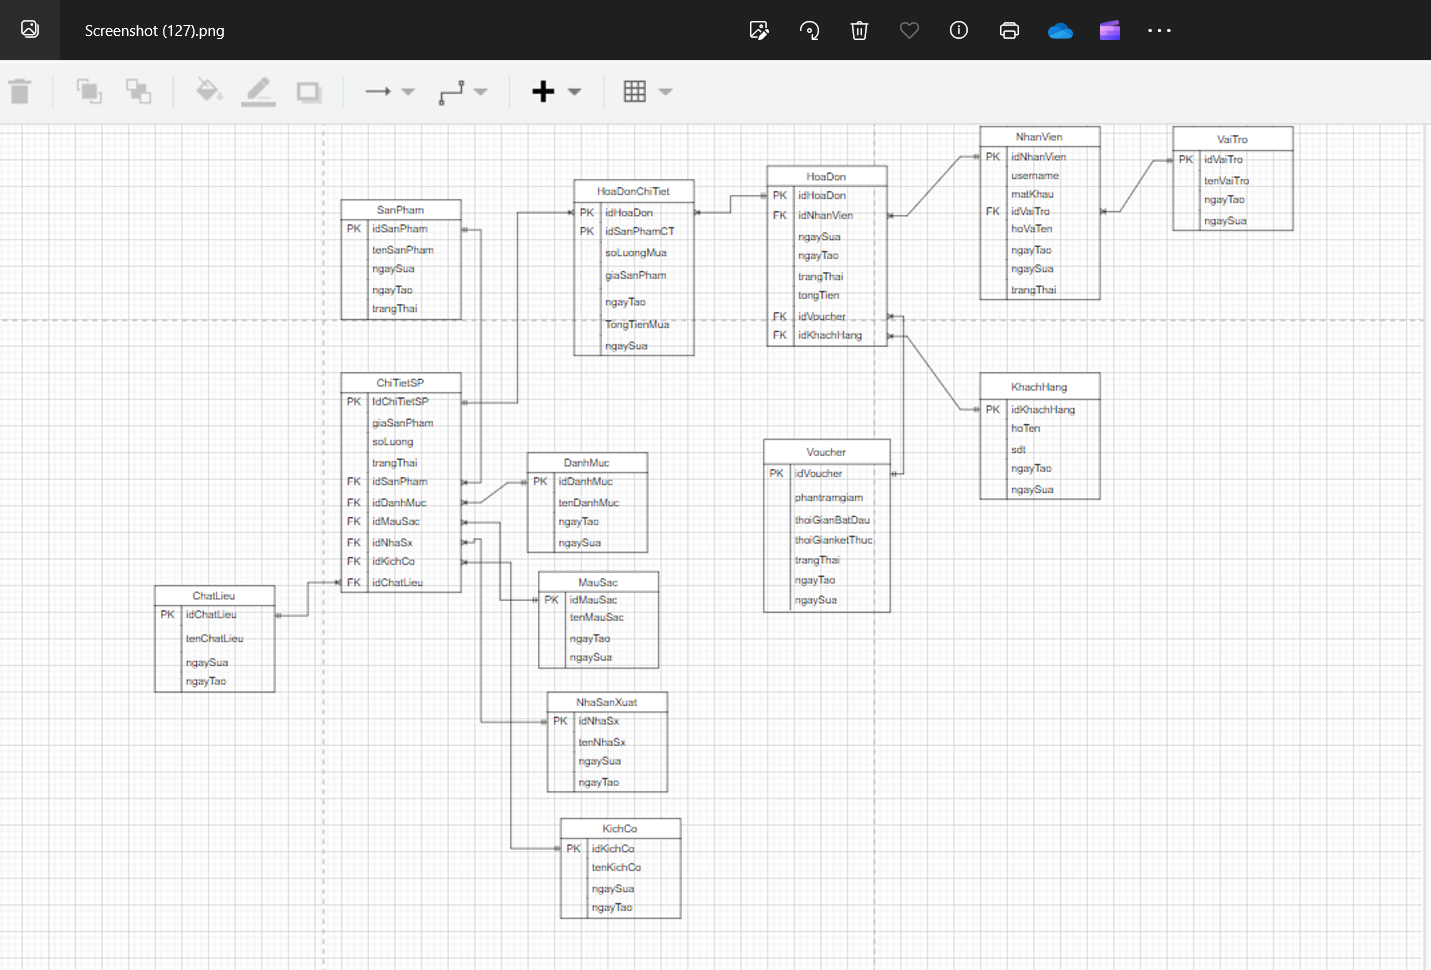 Screenshot (127).png
SanPham
PK idSanPham
tenSanPham
ngaySua
ngayTao
trangThai
HoaDonChiTiet
PK idHoaDon
PK idSanPhamCT
soLuongMua
giaSanPham
ngayTao
TongTienMua
ngaySua
HoaDon
PK idHoaDon
FK idNhanVien
ngaySua
ngayTao
trangThai
tongTien
FK idVoucher
FK idKhachHang
NhanVien
PK idNhanVien
username
matKhau
FK idVaiTro
hoVaTen
ngayTao
ngaySua
trangThai
VaiTro
PK idVaiTro
tenVaiTro
ngayTao
ngaySua
ChiTietSP
PK IdChiTietSP
giaSanPham
soLuong
trangThai
FK idSanPham
FK idDanhMuc
FK idMauSac
FK idNhaSx
FK idKichCo
FK idChatLieu
DanhMuc
PK idDanhMuc
tenDanhMuc
ngayTao
ngaySua
Voucher
PK idVoucher
phantramgiam
thoiGianBatDau
thoiGianketThuc
trangThai
ngayTao
ngaySua
KhachHang
PK idKhachHang
hoTen
sdt
ngayTao
ngaySua
ChatLieu
PK idChatLieu
tenChatLieu
ngaySua
ngayTao
MauSac
PK idMauSac
tenMauSac
ngayTao
ngaySua
NhaSanXuat
PK idNhaSx
tenNhaSx
ngaySua
ngayTao
KichCo
PK idKichCo
tenKichCo
ngaySua
ngayTao